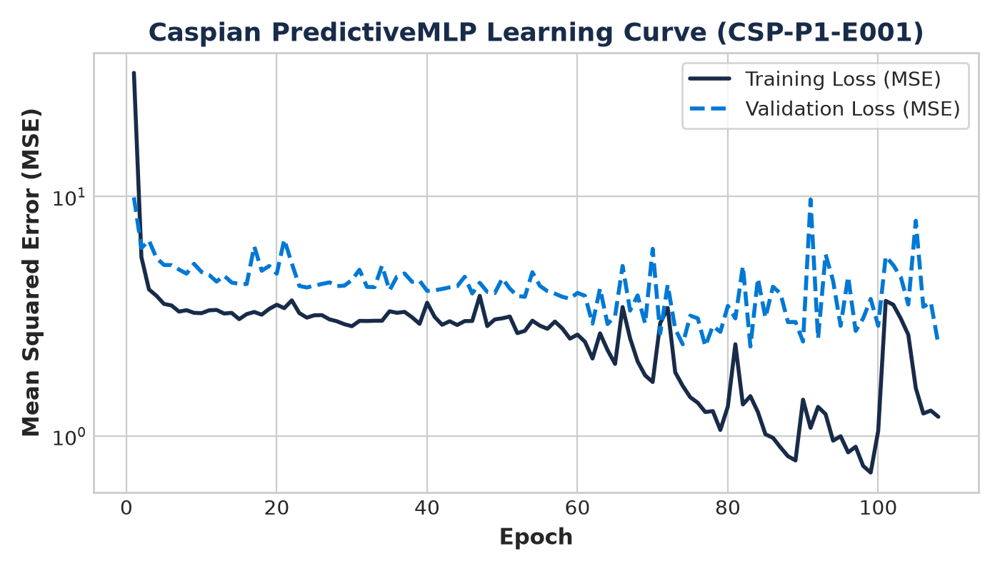 Caspian PredictiveMLP Learning Curve (CSP-P1-E001)
Training Loss (MSE)
Validation Loss (MSE)
Mean Squared Error (MSE)
10¹
10⁰
0 20 40 60 80 100
Epoch